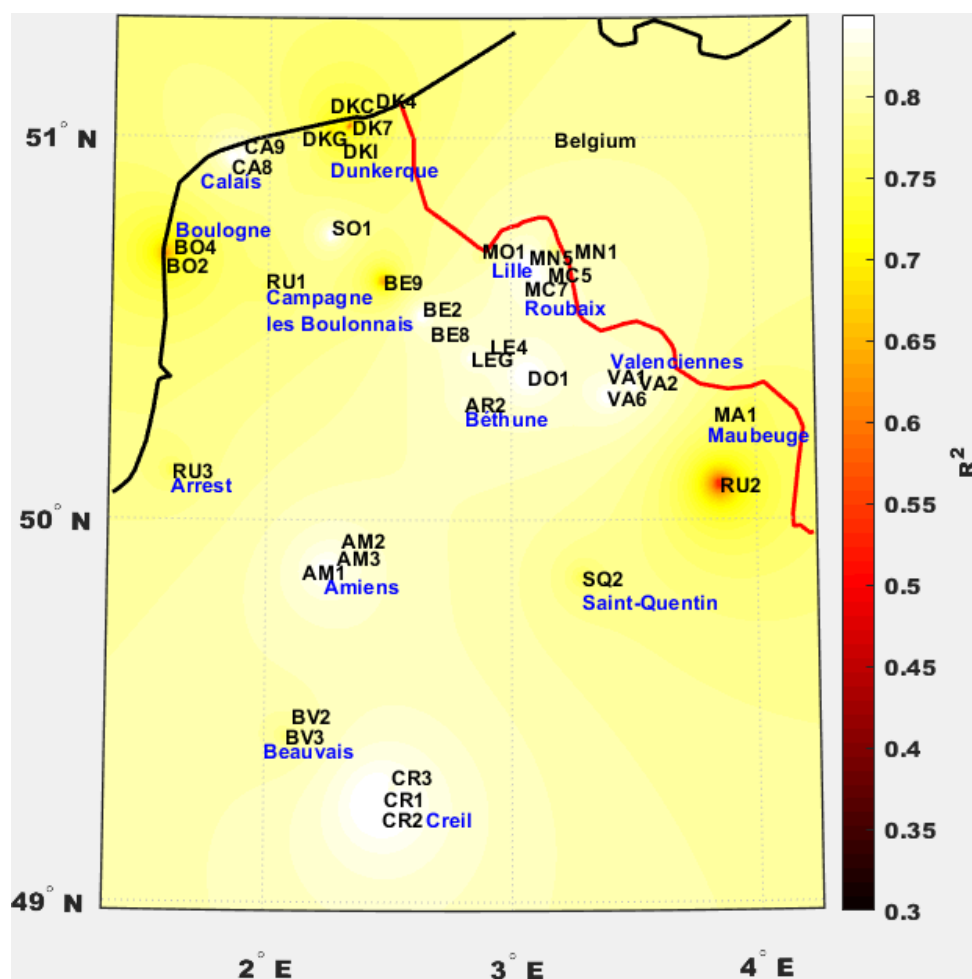 DKC DK4
51° N
DKG DK7
DKI
CA9
CA8
Calais
Dunkerque
Belgium
Boulogne
SO1
BO4
BO2
MO1 MN5 MN1
Lille MC5
MC7
Roubaix
RU1
Campagne
les Boulonnais
BE9
BE2
BE8
LE4
LEG
DO1
Valenciennes
VA1 VA2
VA6
AR2
Béthune
MA1
Maubeuge
RU3
Arrest
RU2
50° N
AM2
AM3
AM1
Amiens
SQ2
Saint-Quentin
BV2
BV3
Beauvais
CR3
CR1
CR2 Creil
49° N
2° E 3° E 4° E
0.8
0.75
0.7
0.65
0.6
0.55
0.5
0.45
0.4
0.35
0.3
R²